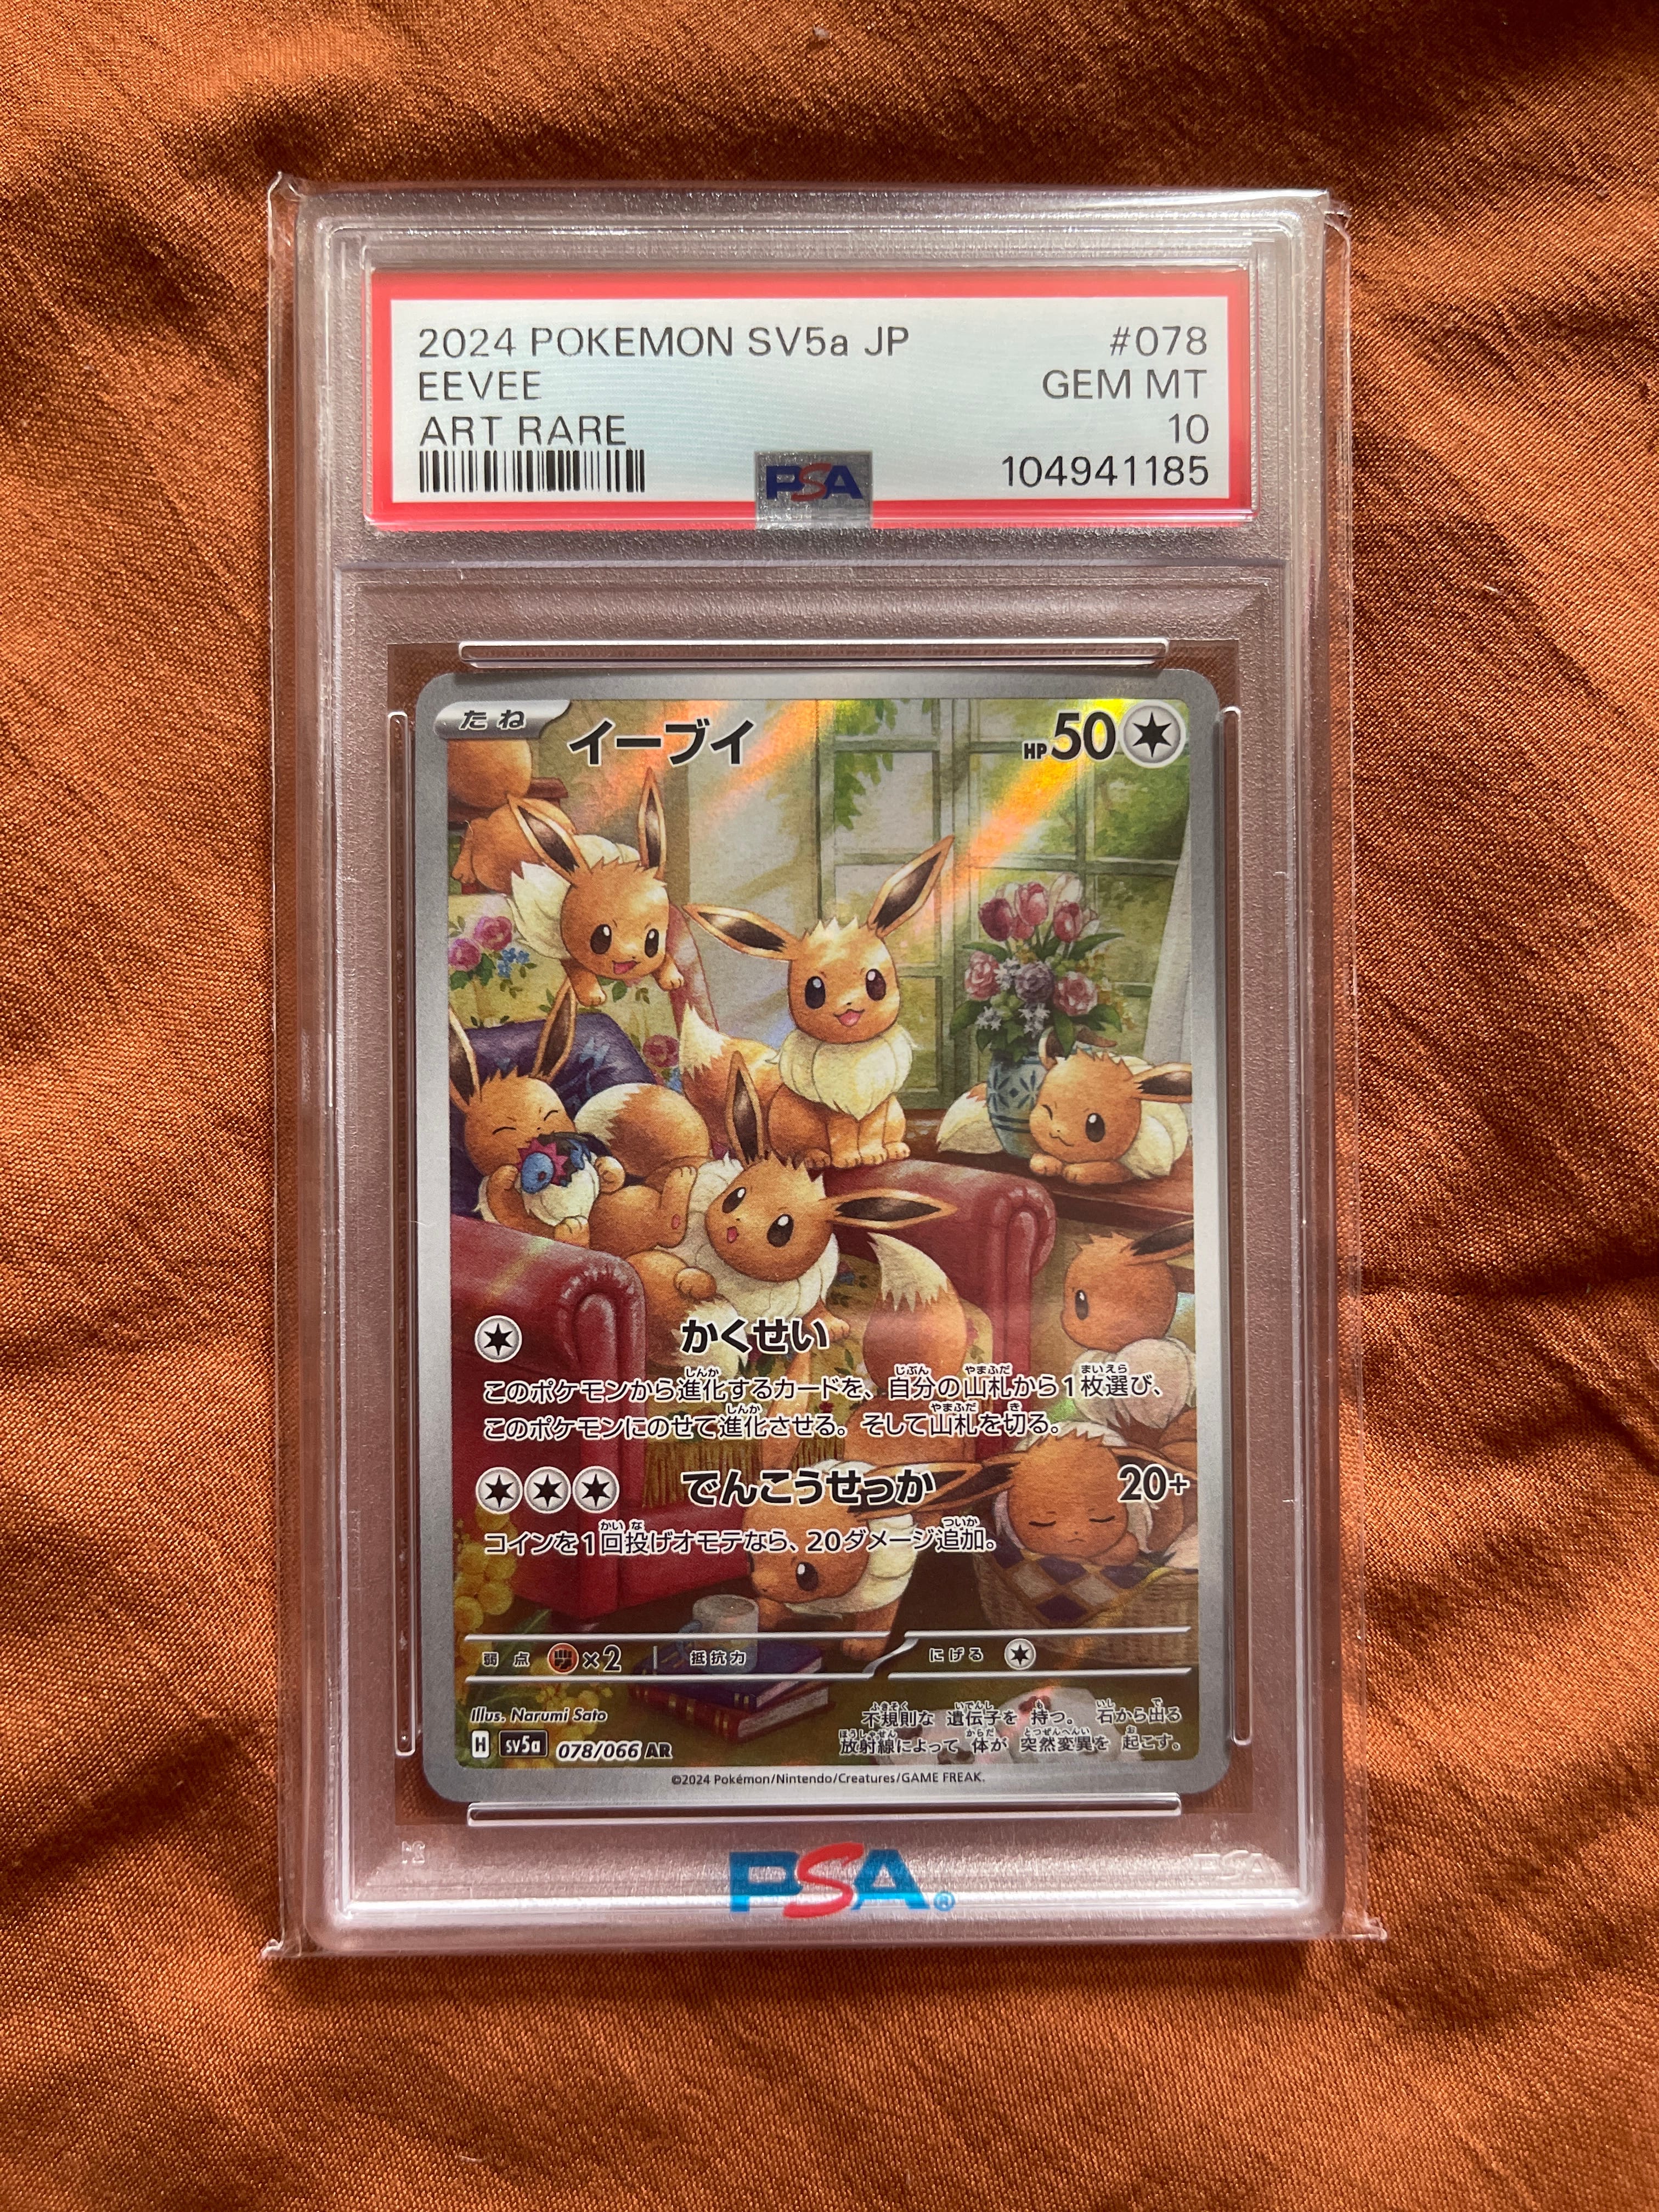 2024 POKEMON SV5a JP #078
EEVEE GEM MT
ART RARE 10
PSA 104941185
たね イーブイ HP50
かくせい
このポケモンから進化するカードを、自分の山札から1枚選び、
このポケモンにのせて進化させる。そして山札を切る。
でんこうせっか 20+
コインを1回投げオモテなら、20ダメージ追加。
弱点 ×2 抵抗力 にげる
Illus. Narumi Sato
不規則な 遺伝子を 持つ。 石から出る
放射線によって 体が 突然変異を 起こす。
H sv5a 078/066 AR
©2024 Pokémon/Nintendo/Creatures/GAME FREAK.
PSA®